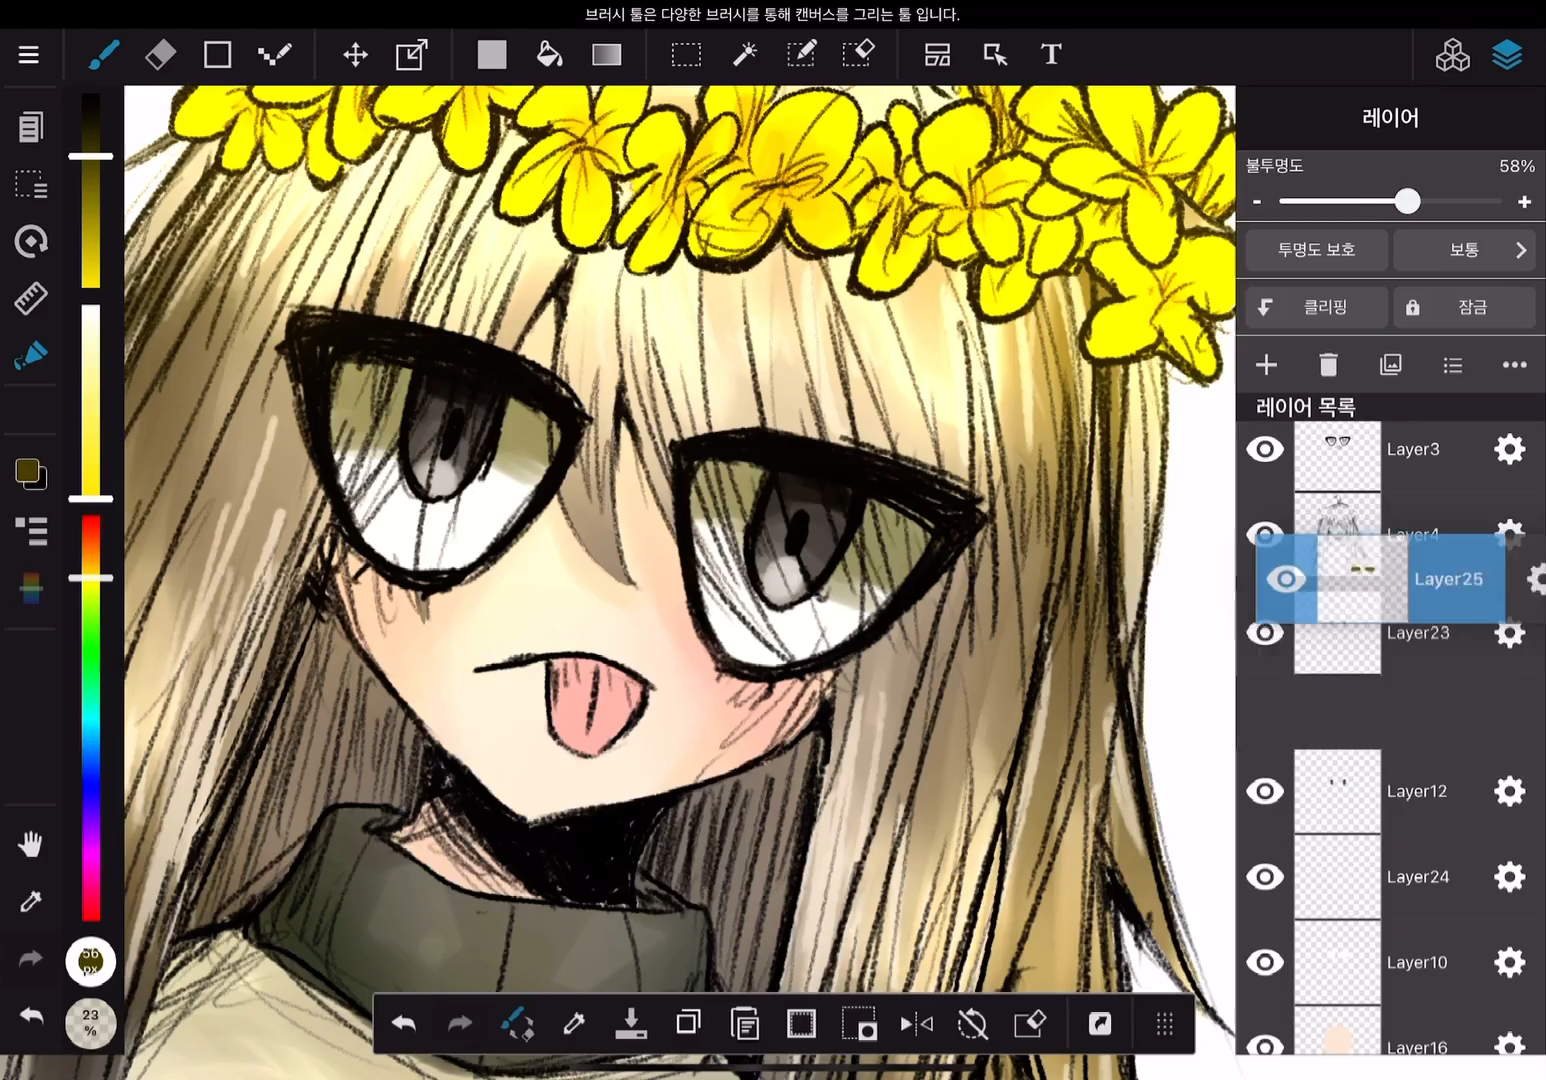 브러시 툴은 다양한 브러시를 통해 캔버스를 그리는 툴 입니다.
T
레이어
불투명도 58%
- +
투명도 보호 보통
클리핑 잠금
레이어 목록
Layer3
Layer4
Layer25
Layer23
Layer12
Layer24
Layer10
Layer16
56
px
23
%